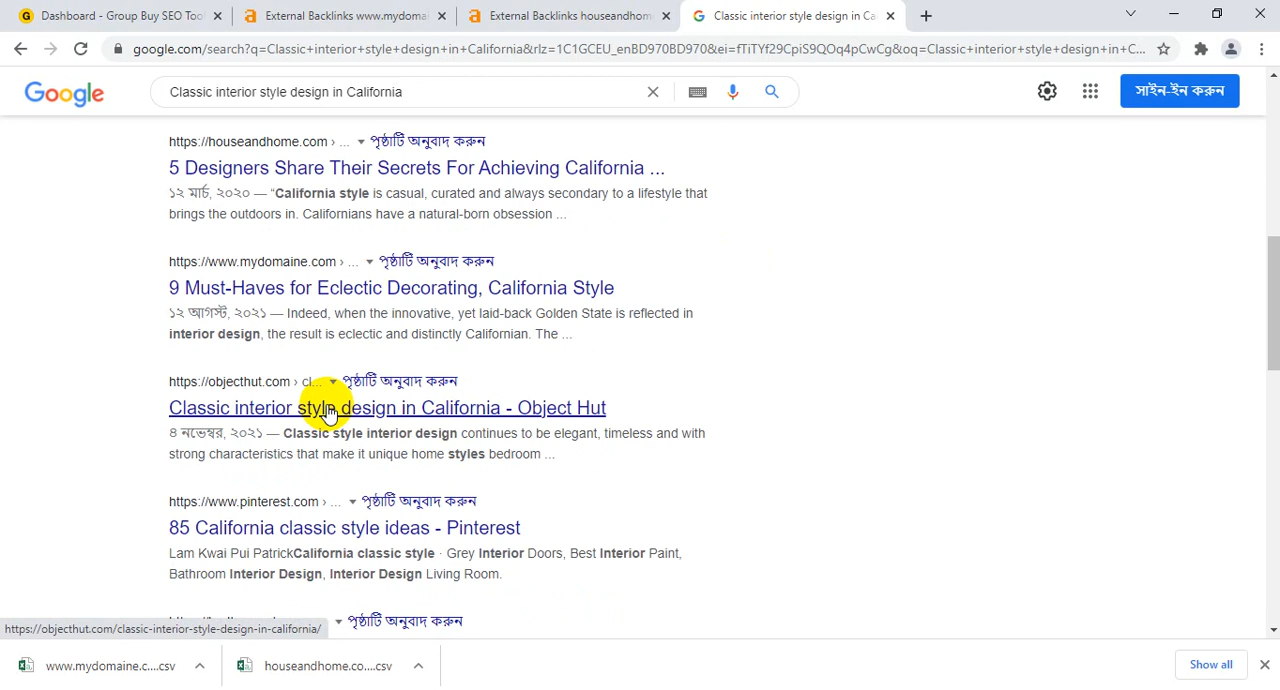 Dashboard - Group Buy SEO Tool
External Backlinks www.mydomai
External Backlinks houseandhom
Classic interior style design in Ca
google.com/search?q=Classic+interior+style+design+in+California&rlz=1C1GCEU_enBD970BD970&ei=fTiTYf29CpiS9QOq4pCwCg&oq=Classic+interior+style+design+in+C...
Google
Classic interior style design in California
সাইন-ইন করুন
https://houseandhome.com › ... পৃষ্ঠাটি অনুবাদ করুন
5 Designers Share Their Secrets For Achieving California ...
১২ মার্চ, ২০২০ — “California style is casual, curated and always secondary to a lifestyle that
brings the outdoors in. Californians have a natural-born obsession ...
https://www.mydomaine.com › ... পৃষ্ঠাটি অনুবাদ করুন
9 Must-Haves for Eclectic Decorating, California Style
১২ আগস্ট, ২০২১ — Indeed, when the innovative, yet laid-back Golden State is reflected in
interior design, the result is eclectic and distinctly Californian. The ...
https://objecthut.com › cl... পৃষ্ঠাটি অনুবাদ করুন
Classic interior style design in California - Object Hut
৪ নভেম্বর, ২০২১ — Classic style interior design continues to be elegant, timeless and with
strong characteristics that make it unique home styles bedroom ...
https://www.pinterest.com › ... পৃষ্ঠাটি অনুবাদ করুন
85 California classic style ideas - Pinterest
Lam Kwai Pui PatrickCalifornia classic style · Grey Interior Doors, Best Interior Paint,
Bathroom Interior Design, Interior Design Living Room.
পৃষ্ঠাটি অনুবাদ করুন
https://objecthut.com/classic-interior-style-design-in-california/
www.mydomaine.c....csv
houseandhome.co....csv
Show all